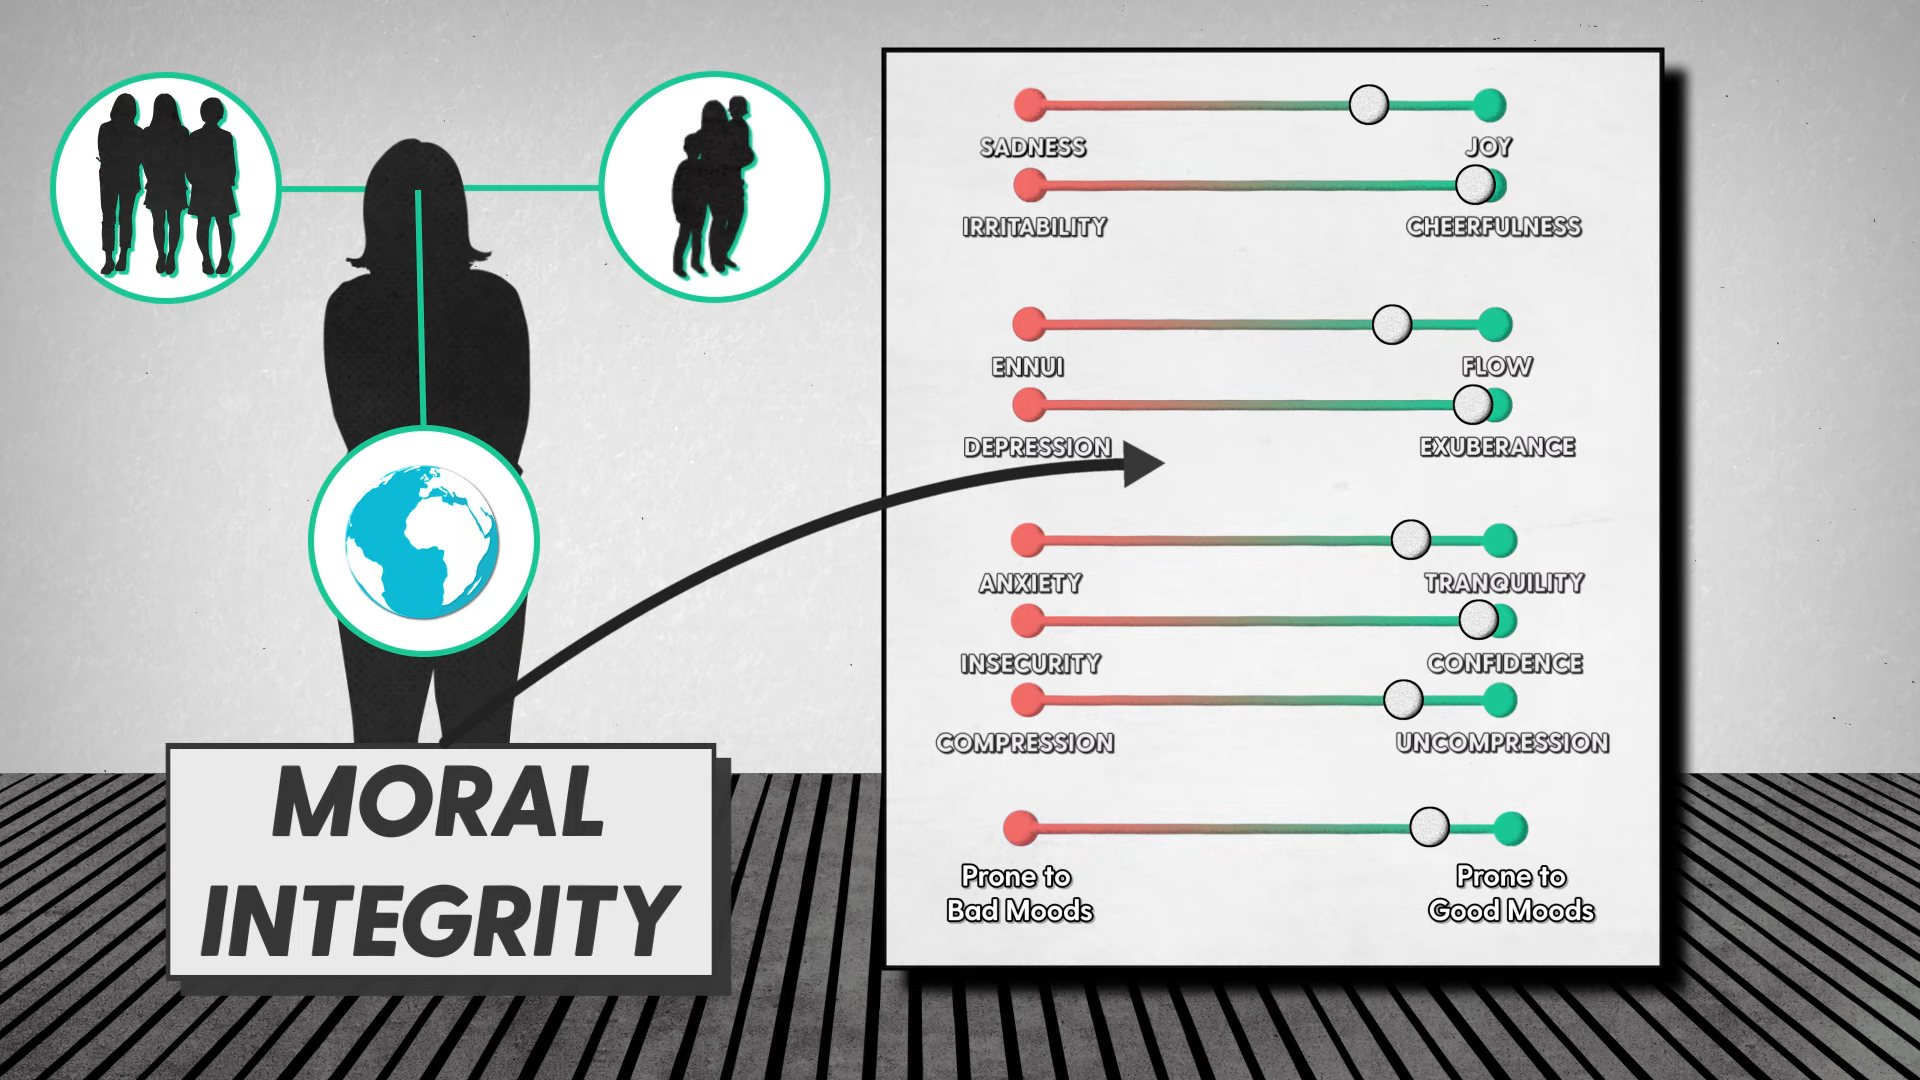 MORAL
INTEGRITY
SADNESS JOY
IRRITABILITY CHEERFULNESS
ENNUI FLOW
DEPRESSION EXUBERANCE
ANXIETY TRANQUILITY
INSECURITY CONFIDENCE
COMPRESSION UNCOMPRESSION
Prone to Prone to
Bad Moods Good Moods